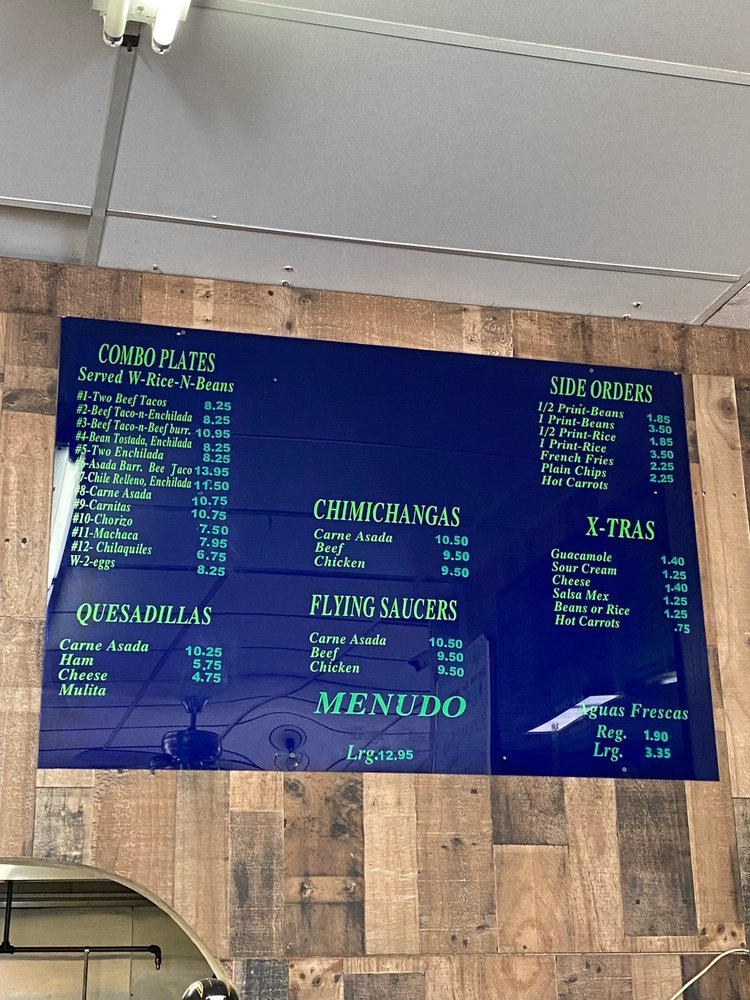 COMBO PLATES
Served W-Rice-N-Beans
#1-Two Beef Tacos 8.25
#2-Beef Taco-n-Enchilada 8.25
#3-Beef Taco-n-Beef burr. 10.95
#4-Bean Tostada, Enchilada 8.25
#5-Two Enchilada 8.25
#6-Asada Burr. Bee Taco 13.95
#7-Chile Relleno, Enchilada 11.50
#8-Carne Asada 10.75
#9-Carnitas 10.75
#10-Chorizo 7.50
#11-Machaca 7.95
#12- Chilaquiles 6.75
W-2-eggs 8.25
QUESADILLAS
Carne Asada 10.25
Ham 5.75
Cheese 4.75
Mulita
CHIMICHANGAS
Carne Asada 10.50
Beef 9.50
Chicken 9.50
FLYING SAUCERS
Carne Asada 10.50
Beef 9.50
Chicken 9.50
MENUDO
Lrg. 12.95
SIDE ORDERS
1/2 Print-Beans 1.85
1 Print-Beans 3.50
1/2 Print-Rice 1.85
1 Print-Rice 3.50
French Fries 2.25
Plain Chips 2.25
Hot Carrots
X-TRAS
Guacamole 1.40
Sour Cream 1.25
Cheese 1.40
Salsa Mex 1.25
Beans or Rice 1.25
Hot Carrots .75
Aguas Frescas
Reg. 1.90
Lrg. 3.35